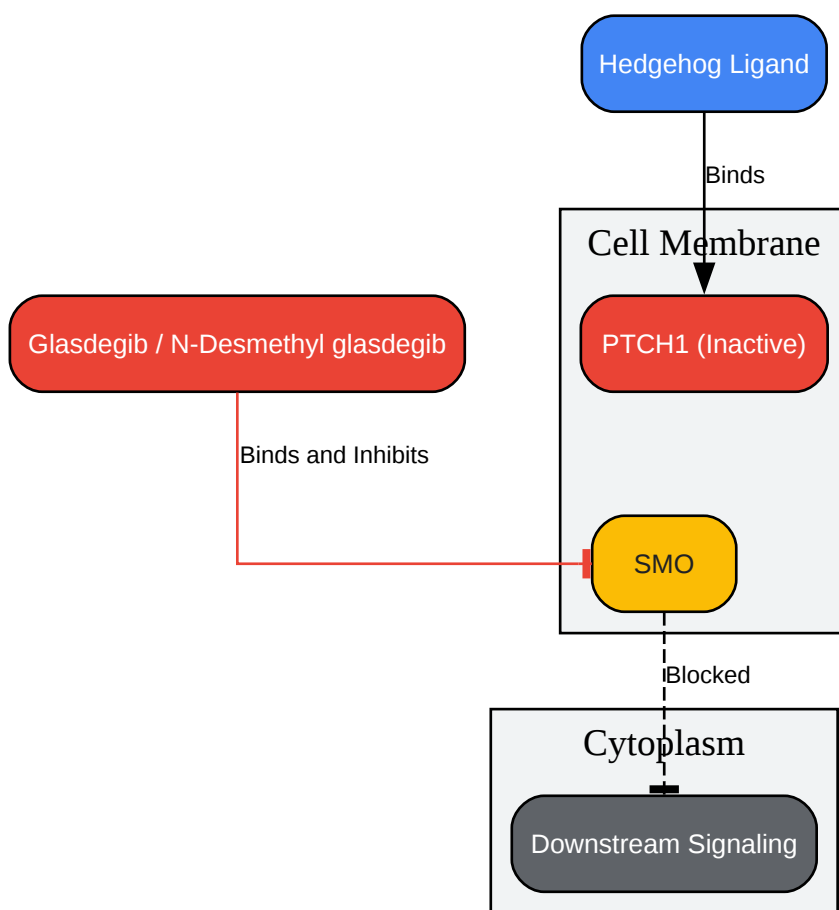 Hedgehog Ligand
Binds
Cell Membrane
Glasdegib / N-Desmethyl glasdegib
PTCH1 (Inactive)
Binds and Inhibits
SMO
Blocked
Cytoplasm
Downstream Signaling